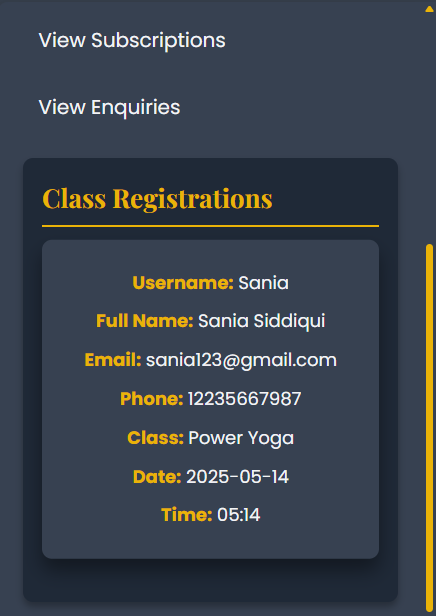 View Subscriptions
View Enquiries
Class Registrations
Username: Sania
Full Name: Sania Siddiqui
Email: sania123@gmail.com
Phone: 12235667987
Class: Power Yoga
Date: 2025-05-14
Time: 05:14